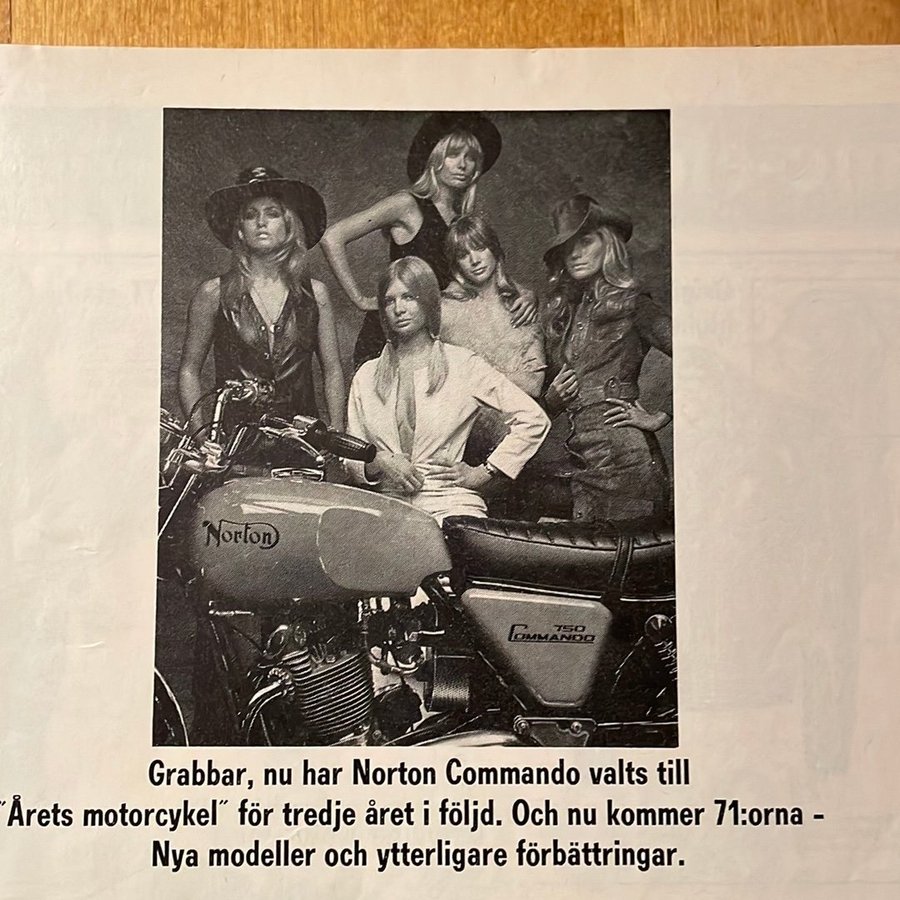 Norton
750
COMMANDO
Grabbar, nu har Norton Commando valts till
"Årets motorcykel" för tredje året i följd. Och nu kommer 71:orna -
Nya modeller och ytterligare förbättringar.